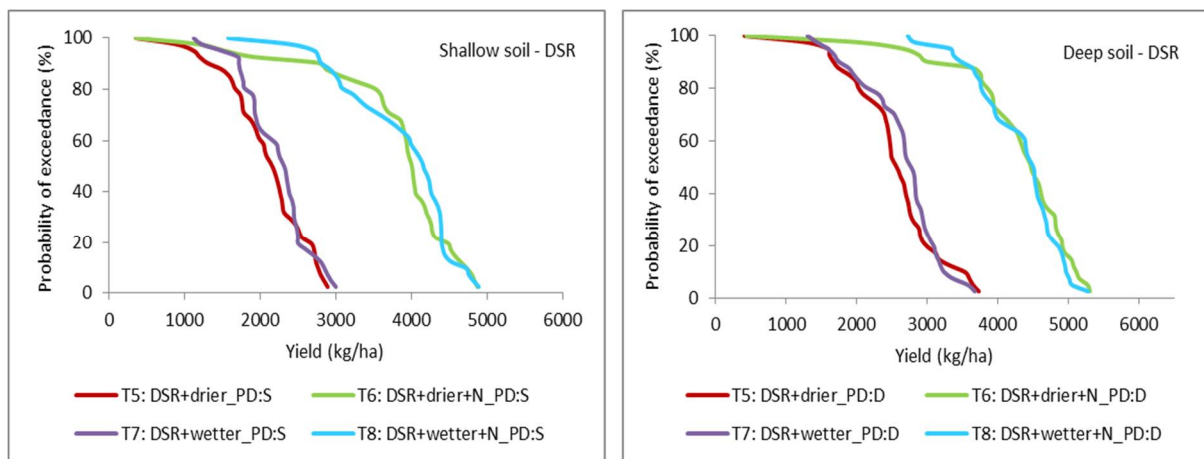 Shallow soil - DSR
Probability of exceedance (%)
100
80
60
40
20
0
0 1000 2000 3000 4000 5000 6000
Yield (kg/ha)
T5: DSR+drier_PD:S T6: DSR+drier+N_PD:S
T7: DSR+wetter_PD:S T8: DSR+wetter+N_PD:S
Deep soil - DSR
Probability of exceedance (%)
100
80
60
40
20
0
0 1000 2000 3000 4000 5000 6000
Yield (kg/ha)
T5: DSR+drier_PD:D T6: DSR+drier+N_PD:D
T7: DSR+wetter_PD:D T8: DSR+wetter+N_PD:D